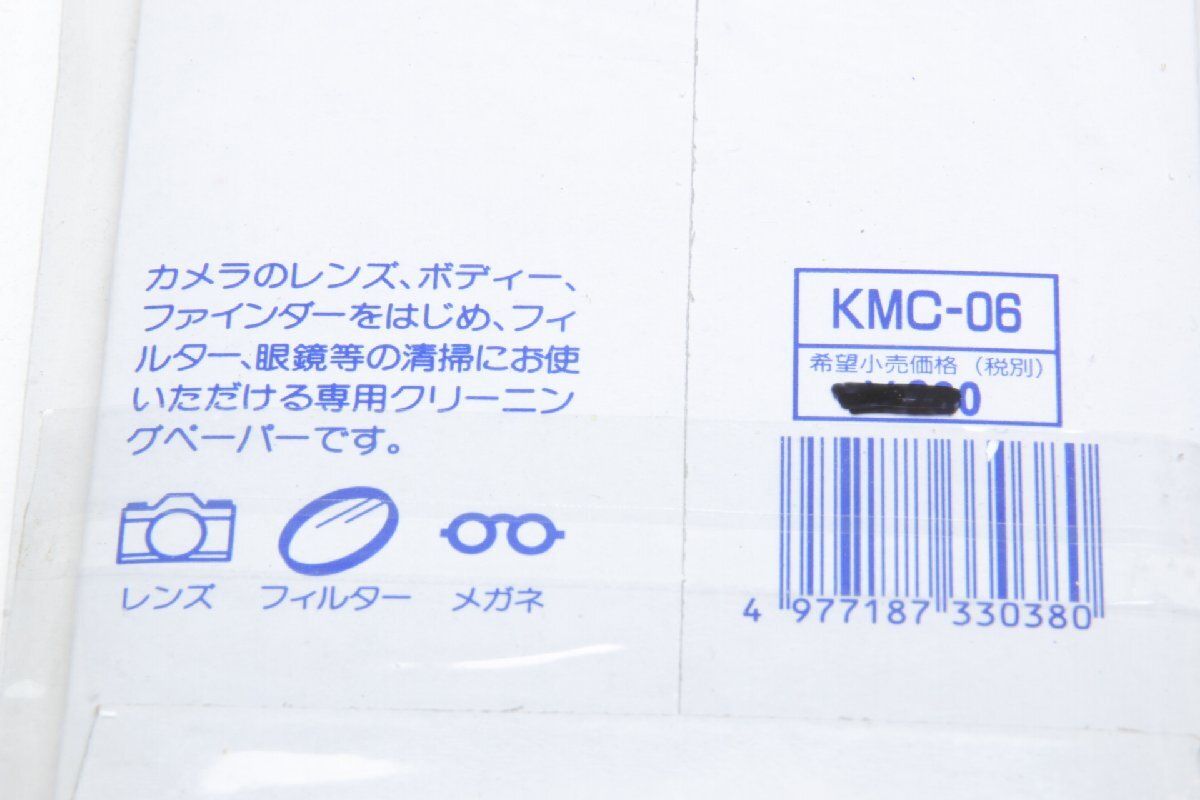 カメラのレンズ、ボディー、
ファインダーをはじめ、フィ
ルター、眼鏡等の清掃にお使
いただける専用クリーニン
グペーパーです。
レンズ
フィルター
メガネ
KMC-06
希望小売価格（税別）
4 977187 330380